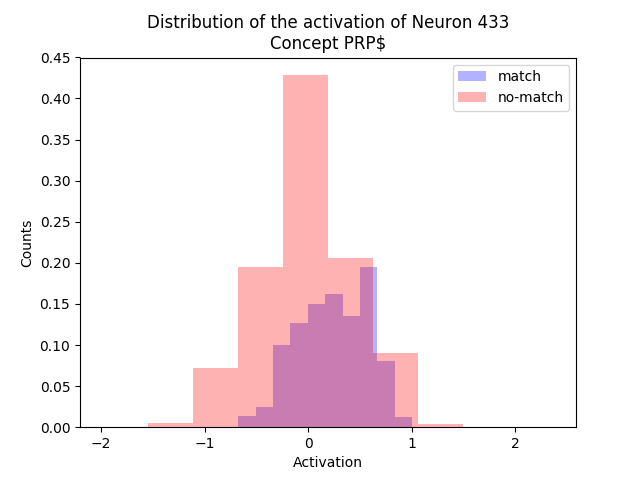 Distribution of the activation of Neuron 433
Concept PRP$
match
no-match
Counts
0.45
0.40
0.35
0.30
0.25
0.20
0.15
0.10
0.05
0.00
−2
−1
0
1
2
Activation